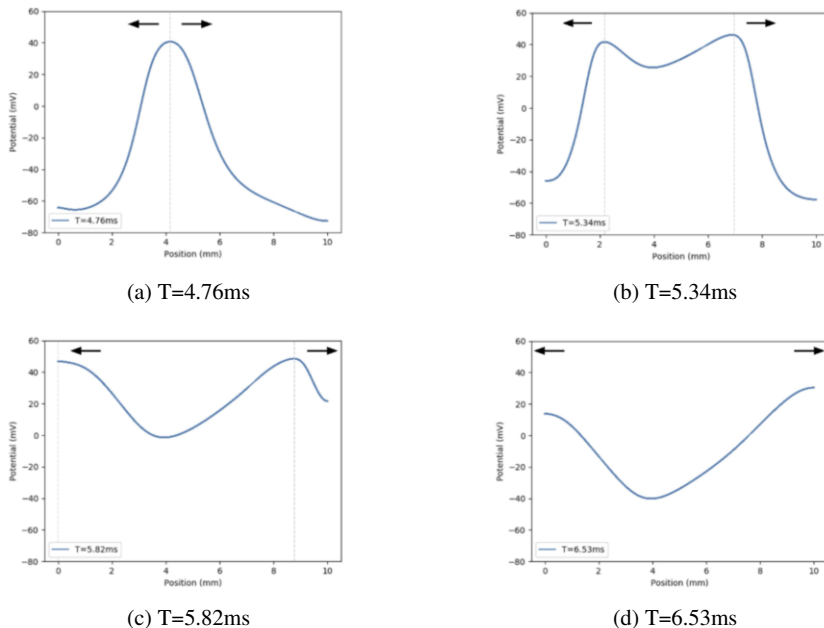 60
40
20
0
−20
−40
−60
−80
Potential (mV)
0 2 4 6 8 10
Position (mm)
T=4.76ms
(a) T=4.76ms
60
40
20
0
−20
−40
−60
−80
Potential (mV)
0 2 4 6 8 10
Position (mm)
T=5.34ms
(b) T=5.34ms
60
40
20
0
−20
−40
−60
−80
Potential (mV)
0 2 4 6 8 10
Position (mm)
T=5.82ms
(c) T=5.82ms
60
40
20
0
−20
−40
−60
−80
Potential (mV)
0 2 4 6 8 10
Position (mm)
T=6.53ms
(d) T=6.53ms